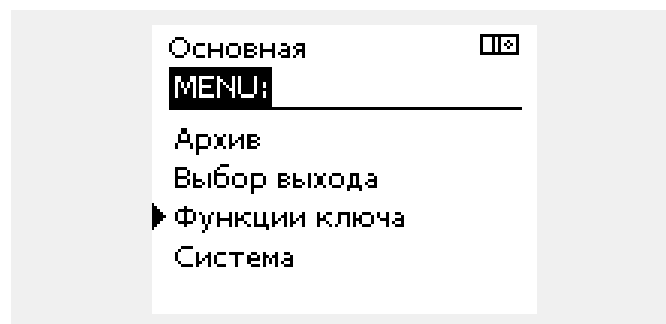 Основная
MENU:
Архив
Выбор выхода
Функции ключа
Система